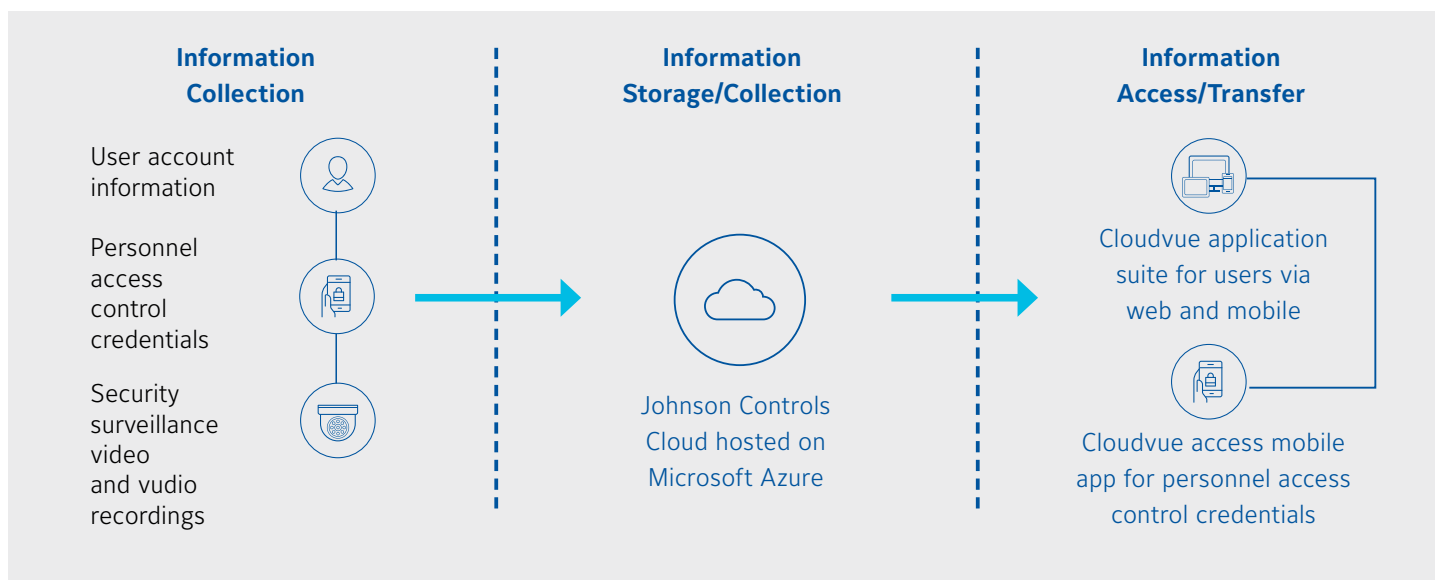 Information
Collection
User account
information
Personnel
access
control
credentials
Security
surveillance
video
and vudio
recordings
Information
Storage/Collection
Johnson Controls
Cloud hosted on
Microsoft Azure
Information
Access/Transfer
Cloudvue application
suite for users via
web and mobile
Cloudvue access mobile
app for personnel access
control credentials